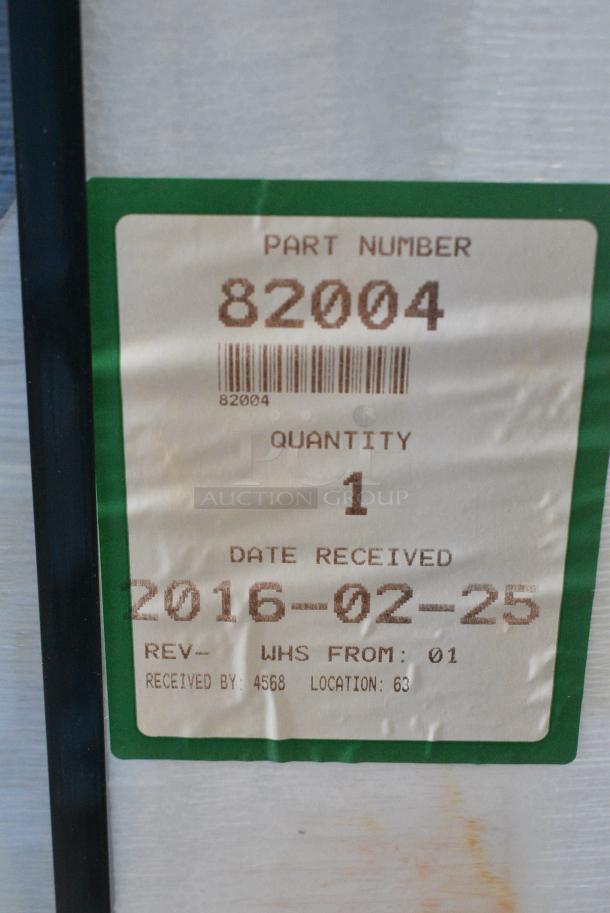 PART NUMBER
82004
82004
QUANTITY
1
PCI
AUCTION GROUP
DATE RECEIVED
2016-02-25
REV- WHS FROM: 01
RECEIVED BY: 4568 LOCATION: 63